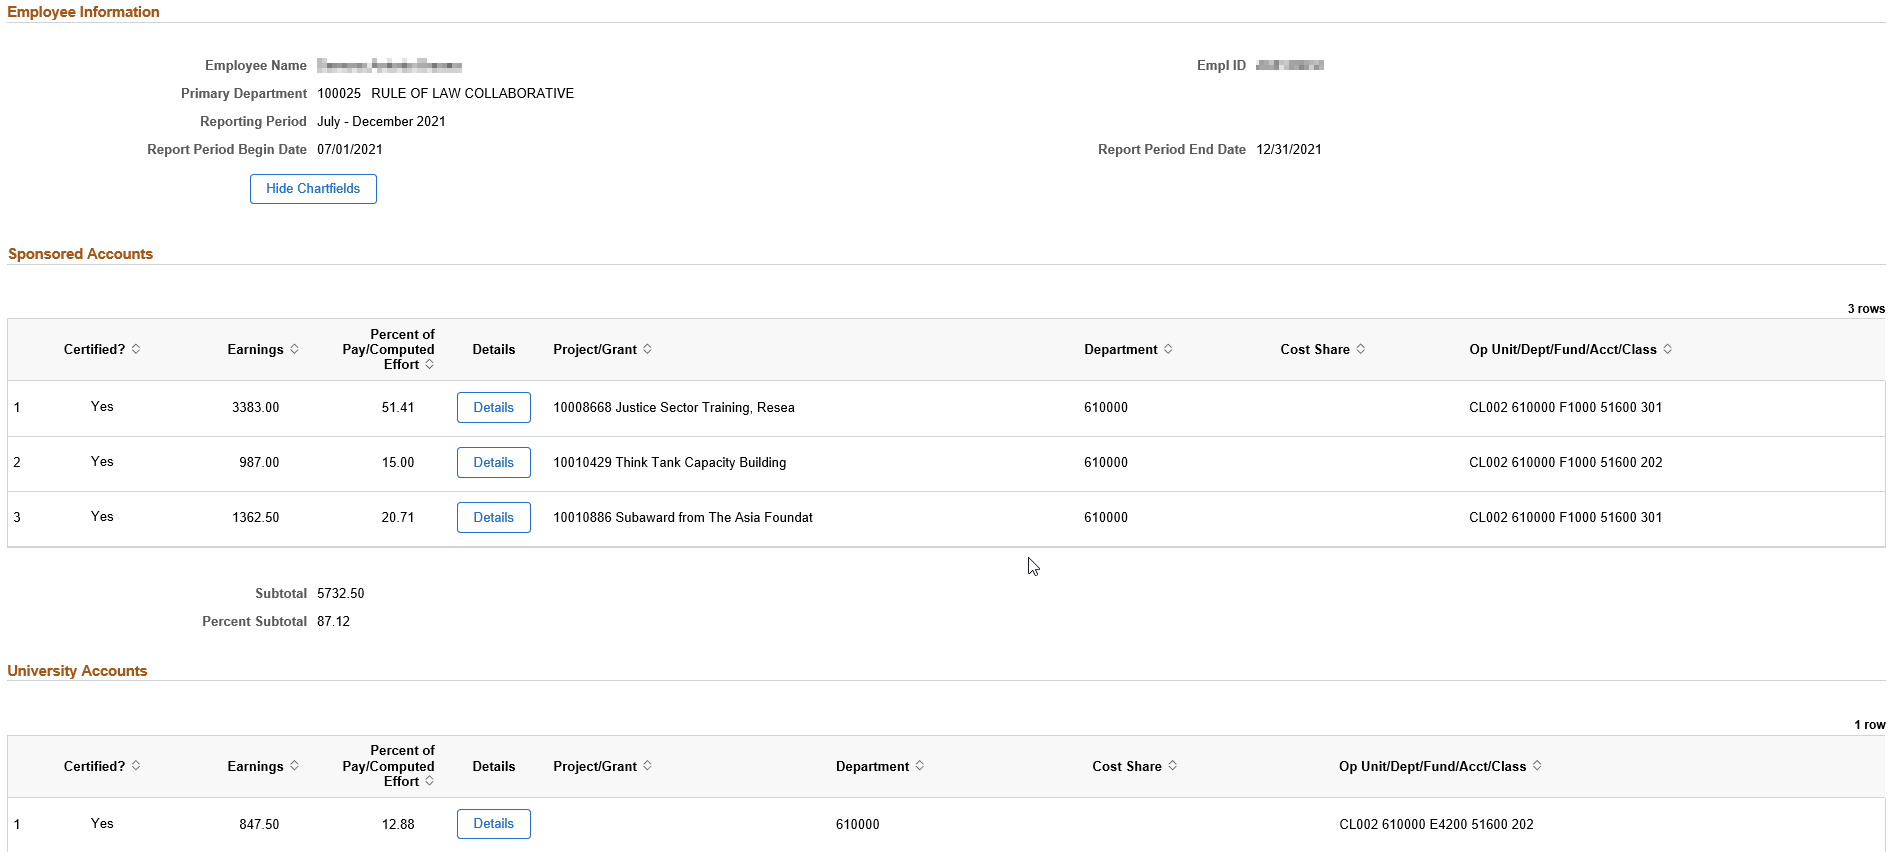 Employee Information
Employee Name
Empl ID
Primary Department 100025 RULE OF LAW COLLABORATIVE
Reporting Period July - December 2021
Report Period Begin Date 07/01/2021 Report Period End Date 12/31/2021
Hide Chartfields
Sponsored Accounts
3 rows
Certified? Earnings Percent of Pay/Computed Effort Details Project/Grant Department Cost Share Op Unit/Dept/Fund/Acct/Class
1 Yes 3383.00 51.41 Details 10008668 Justice Sector Training, Resea 610000 CL002 610000 F1000 51600 301
2 Yes 987.00 15.00 Details 10010429 Think Tank Capacity Building 610000 CL002 610000 F1000 51600 202
3 Yes 1362.50 20.71 Details 10010886 Subaward from The Asia Foundat 610000 CL002 610000 F1000 51600 301
Subtotal 5732.50
Percent Subtotal 87.12
University Accounts
1 row
Certified? Earnings Percent of Pay/Computed Effort Details Project/Grant Department Cost Share Op Unit/Dept/Fund/Acct/Class
1 Yes 847.50 12.88 Details 610000 CL002 610000 E4200 51600 202